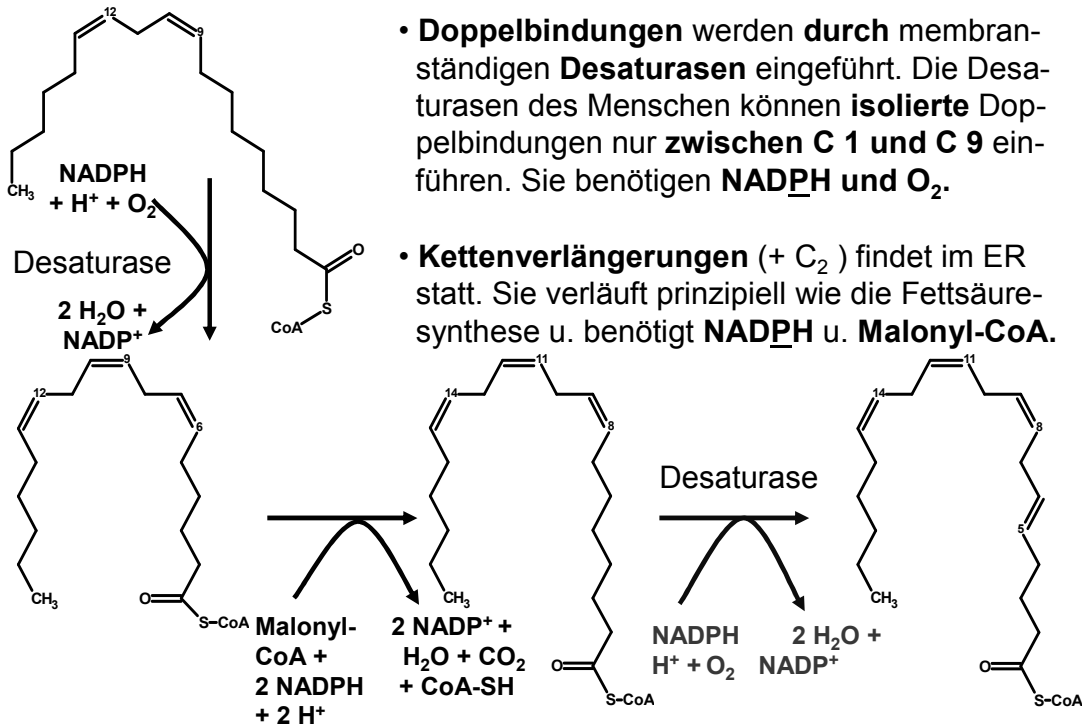 • Doppelbindungen werden durch membran-
ständigen Desaturasen eingeführt. Die Desa-
turasen des Menschen können isolierte Dop-
pelbindungen nur zwischen C 1 und C 9 ein-
führen. Sie benötigen NADPH und O₂.
• Kettenverlängerungen (+ C₂ ) findet im ER
statt. Sie verläuft prinzipiell wie die Fettsäure-
synthese u. benötigt NADPH u. Malonyl-CoA.
12
9
CH₃
O
S
CoA
NADPH
+ H⁺ + O₂
Desaturase
2 H₂O +
NADP⁺
12
9
6
CH₃
O
S-CoA
Malonyl-
CoA +
2 NADPH
+ 2 H⁺
2 NADP⁺ +
H₂O + CO₂
+ CoA-SH
14
11
8
CH₃
O
S-CoA
Desaturase
NADPH
H⁺ + O₂
2 H₂O +
NADP⁺
14
11
8
5
CH₃
O
S-CoA